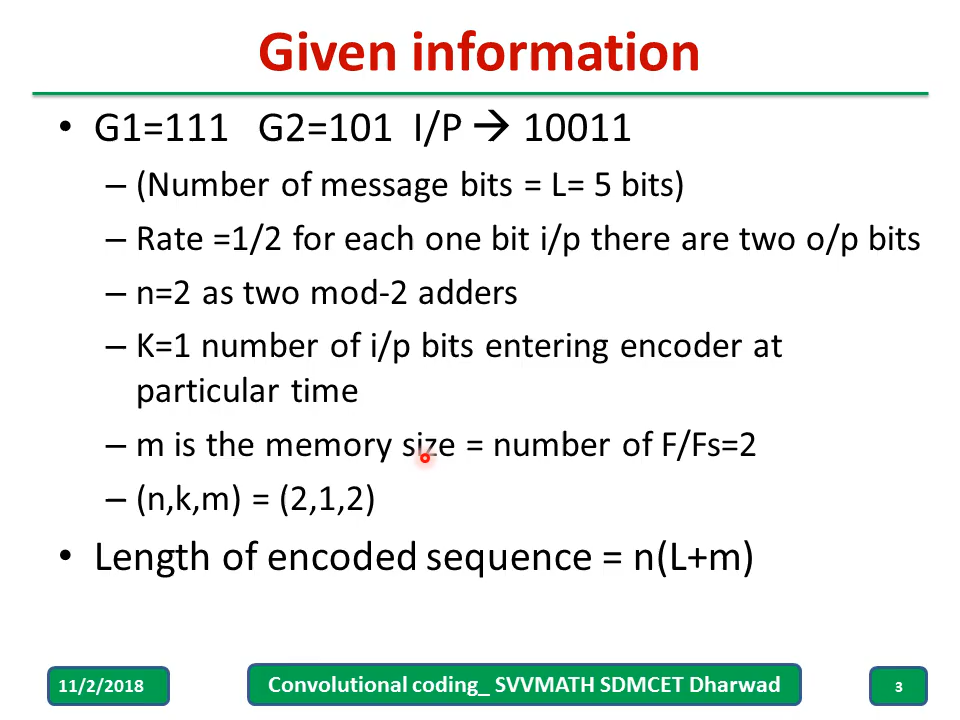 Given information
• G1=111 G2=101 I/P → 10011
– (Number of message bits = L= 5 bits)
– Rate =1/2 for each one bit i/p there are two o/p bits
– n=2 as two mod-2 adders
– K=1 number of i/p bits entering encoder at
particular time
– m is the memory size = number of F/Fs=2
– (n,k,m) = (2,1,2)
• Length of encoded sequence = n(L+m)
11/2/2018
Convolutional coding_ SVVMATH SDMCET Dharwad
3